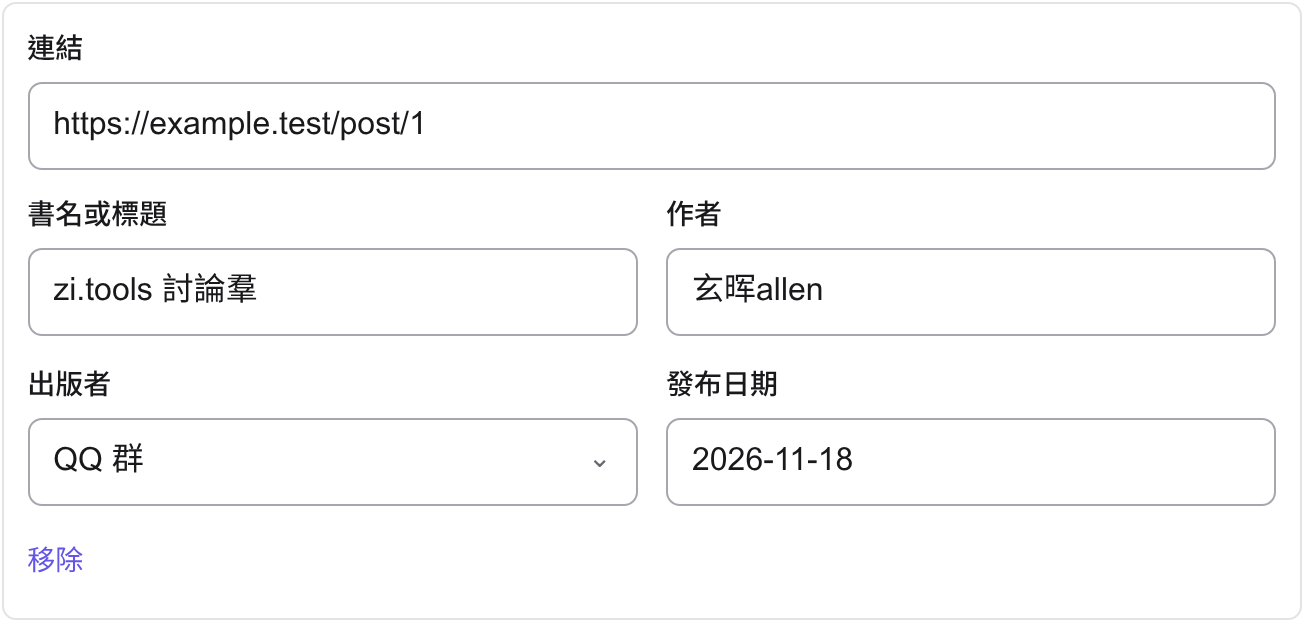 連結
https://example.test/post/1
書名或標題
作者
zi.tools 討論羣
玄晖allen
出版者
發布日期
QQ 群
2026-11-18
移除